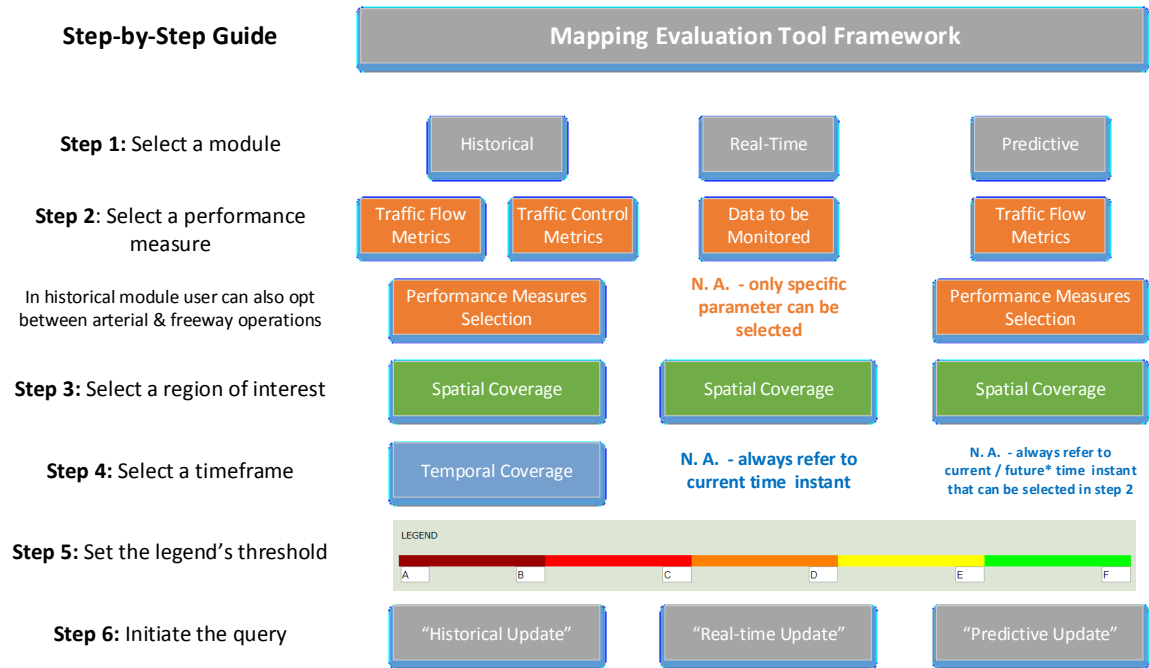 Step-by-Step Guide
Mapping Evaluation Tool Framework
Step 1: Select a module
Historical
Real-Time
Predictive
Step 2: Select a performance
measure
Traffic Flow
Metrics
Traffic Control
Metrics
Data to be
Monitored
Traffic Flow
Metrics
In historical module user can also opt
between arterial & freeway operations
Performance Measures
Selection
N. A. - only specific
parameter can be
selected
Performance Measures
Selection
Step 3: Select a region of interest
Spatial Coverage
Spatial Coverage
Spatial Coverage
Step 4: Select a timeframe
Temporal Coverage
N. A. - always refer to
current time instant
N. A. - always refer to
current / future* time instant
that can be selected in step 2
Step 5: Set the legend's threshold
LEGEND
A
B
C
D
E
F
Step 6: Initiate the query
"Historical Update"
"Real-time Update"
"Predictive Update"